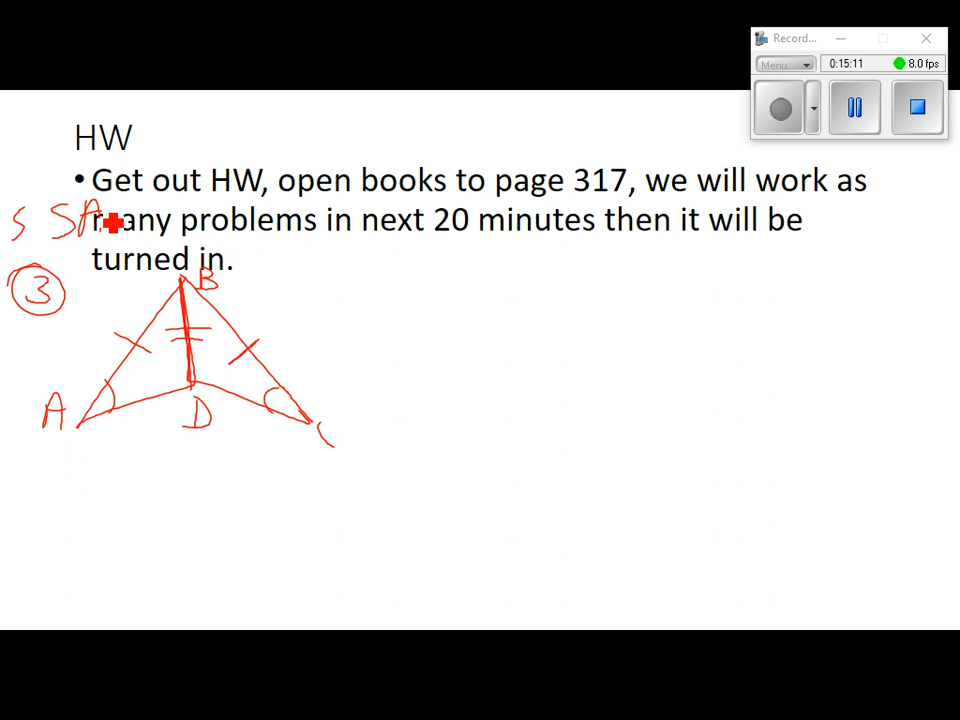 Record...
Menu
0:15:11
8.0 fps
HW
• Get out HW, open books to page 317, we will work as
many problems in next 20 minutes then it will be
turned in.
S SA
3
B
A
D